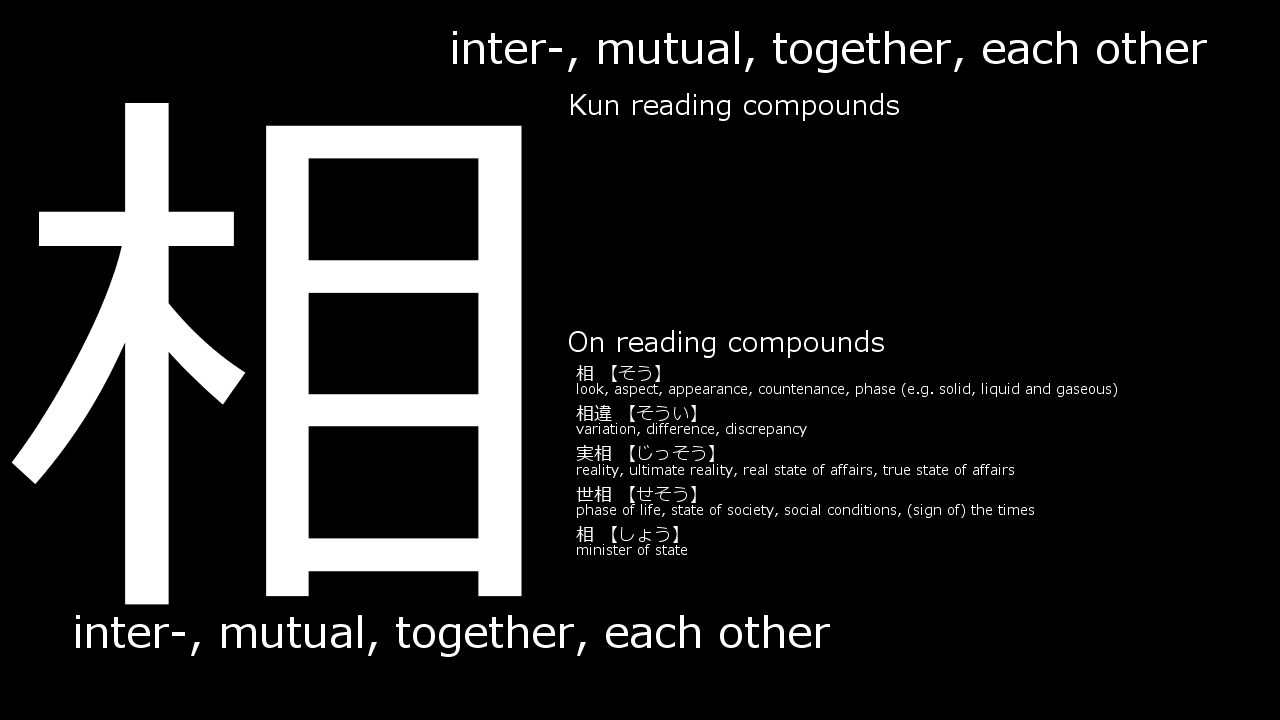 inter-, mutual, together, each other
Kun reading compounds
相
On reading compounds
相 【そう】
look, aspect, appearance, countenance, phase (e.g. solid, liquid and gaseous)
相違 【そうい】
variation, difference, discrepancy
実相 【じっそう】
reality, ultimate reality, real state of affairs, true state of affairs
世相 【せそう】
phase of life, state of society, social conditions, (sign of) the times
相 【しょう】
minister of state
inter-, mutual, together, each other